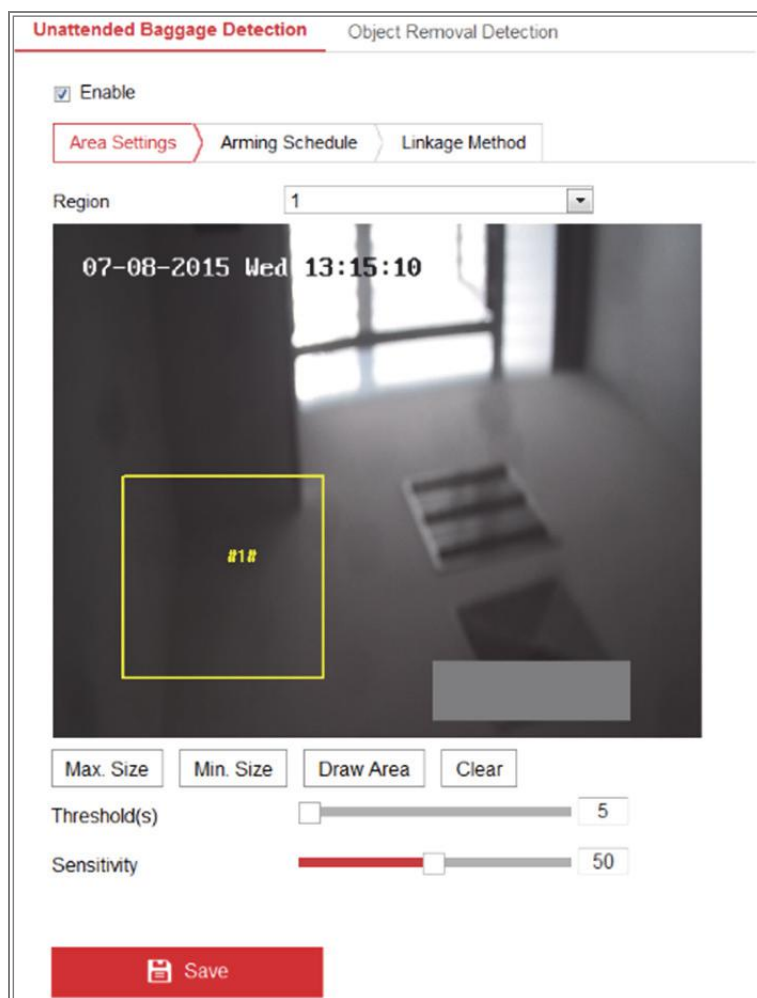 Unattended Baggage Detection Object Removal Detection
Enable
Area Settings Arming Schedule Linkage Method
Region 1
07-08-2015 Wed 13:15:10
#1#
Max. Size Min. Size Draw Area Clear
Threshold(s) 5
Sensitivity 50
Save